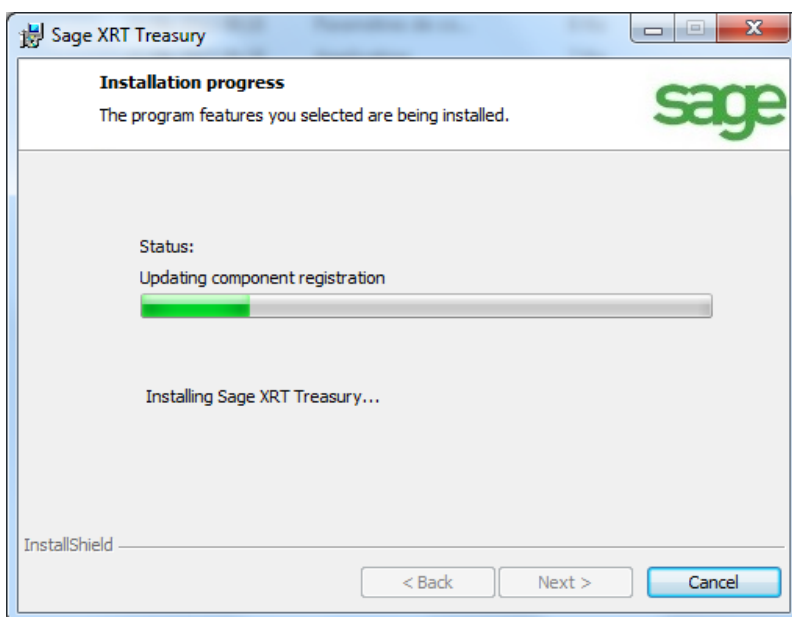 Sage XRT Treasury
Installation progress
The program features you selected are being installed.
sage
Status:
Updating component registration
Installing Sage XRT Treasury...
InstallShield
< Back
Next >
Cancel